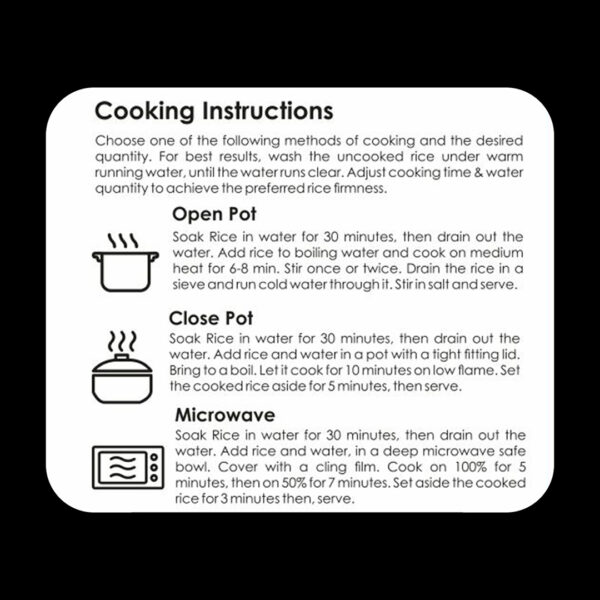 Cooking Instructions
Choose one of the following methods of cooking and the desired
quantity. For best results, wash the uncooked rice under warm
running water, until the water runs clear. Adjust cooking time & water
quantity to achieve the preferred rice firmness.
Open Pot
Soak Rice in water for 30 minutes, then drain out the
water. Add rice to boiling water and cook on medium
heat for 6-8 min. Stir once or twice. Drain the rice in a
sieve and run cold water through it. Stir in salt and serve.
Close Pot
Soak Rice in water for 30 minutes, then drain out the
water. Add rice and water in a pot with a tight fitting lid.
Bring to a boil. Let it cook for 10 minutes on low flame. Set
the cooked rice aside for 5 minutes, then serve.
Microwave
Soak Rice in water for 30 minutes, then drain out the
water. Add rice and water, in a deep microwave safe
bowl. Cover with a cling film. Cook on 100% for 5
minutes, then on 50% for 7 minutes. Set aside the cooked
rice for 3 minutes then, serve.